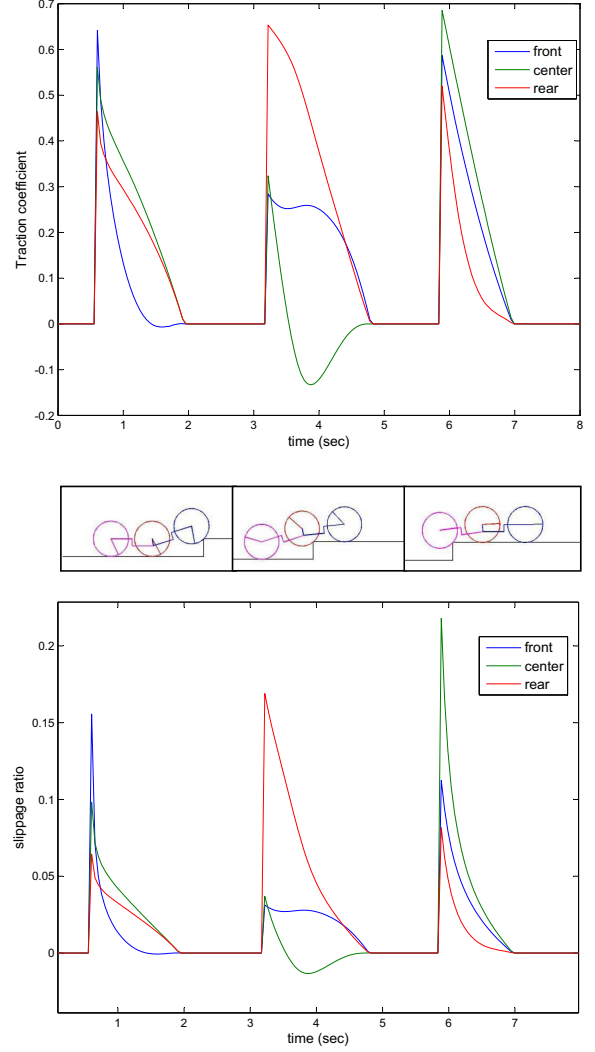 0.7
0.6
0.5
0.4
0.3
0.2
0.1
0
-0.1
-0.2
Traction coefficient
front
center
rear
0 1 2 3 4 5 6 7 8
time (sec)
0.2
0.15
0.1
0.05
0
slippage ratio
front
center
rear
1 2 3 4 5 6 7
time (sec)